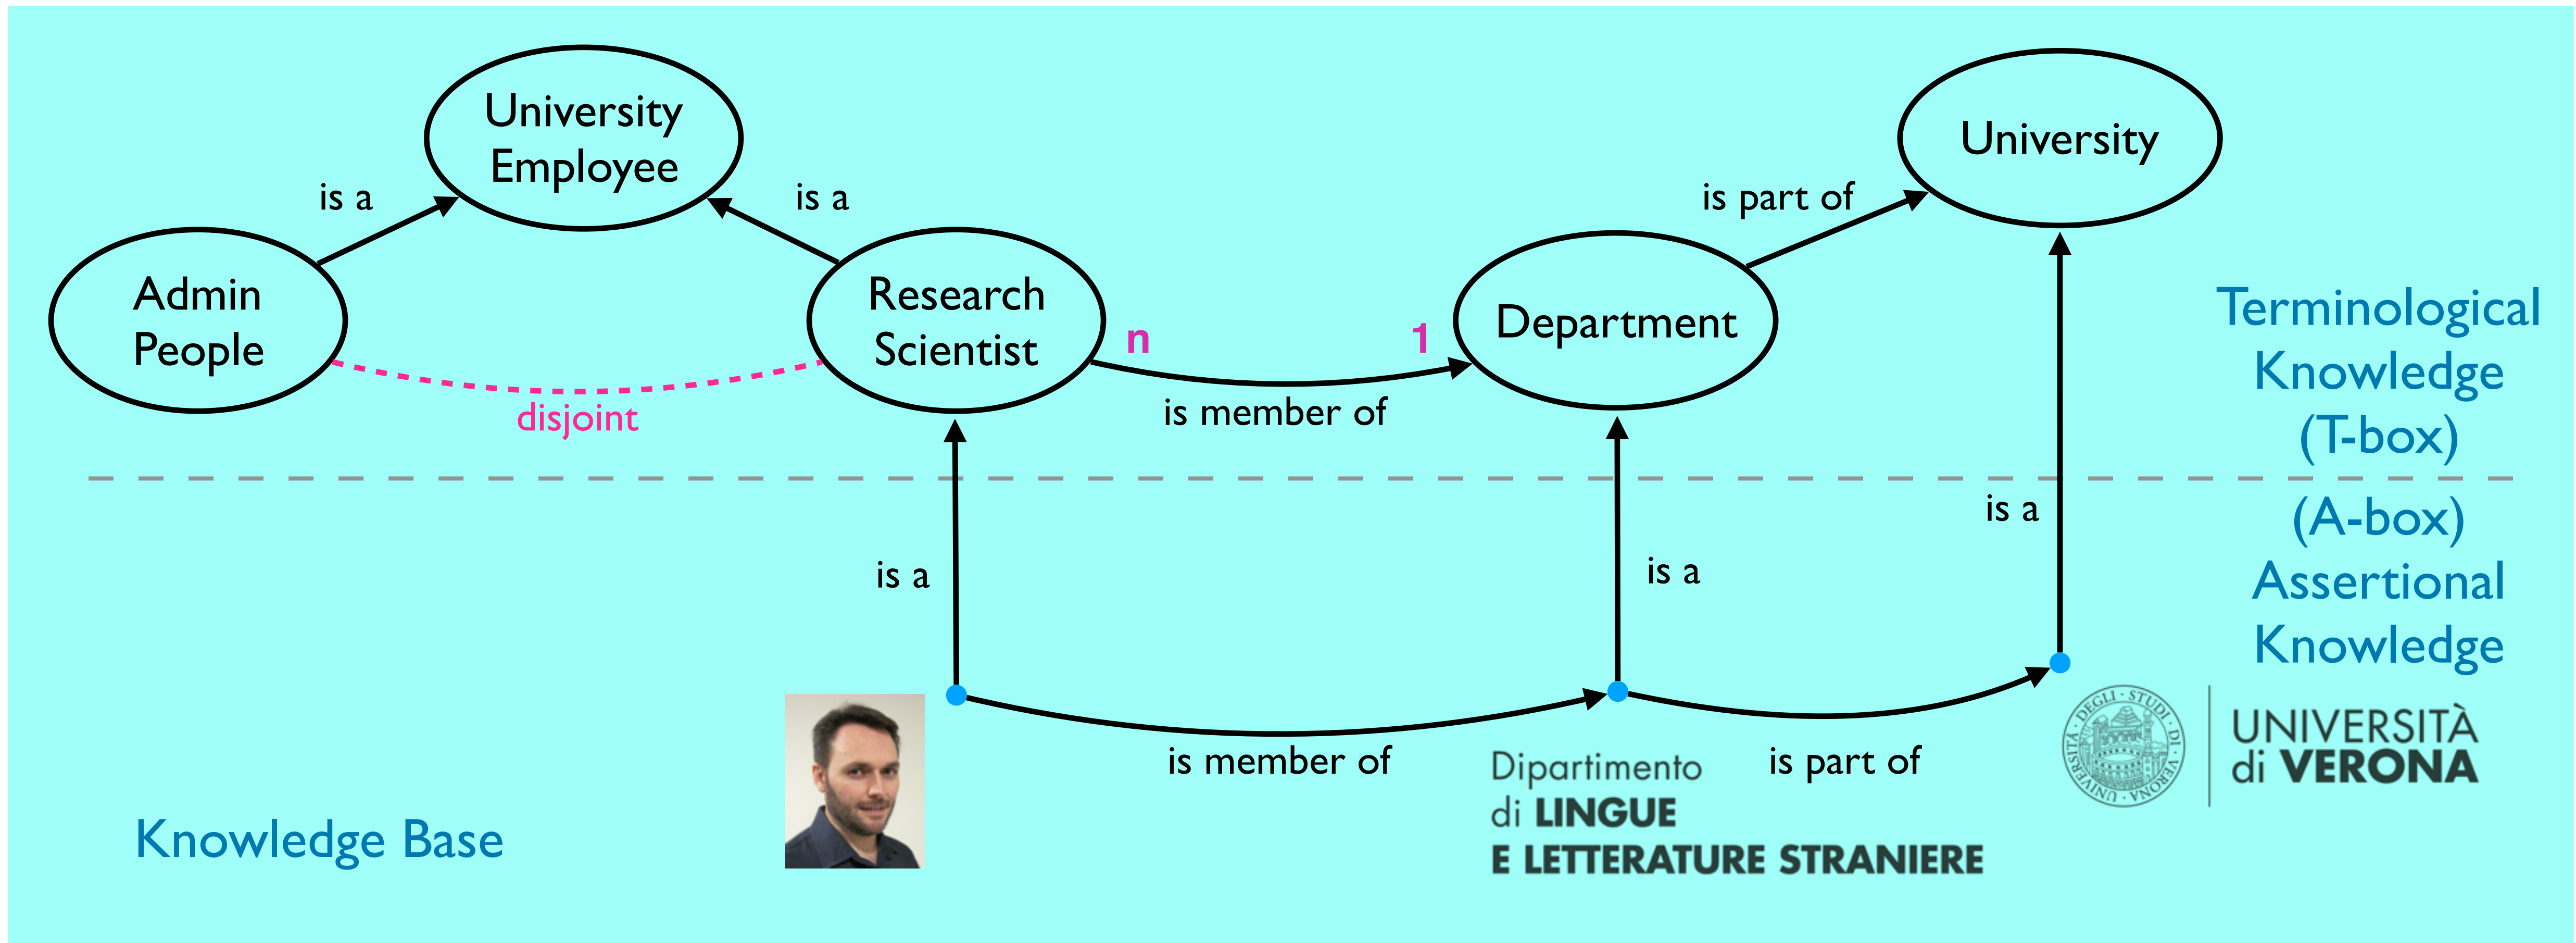 University
Employee
University
is a
is a
is part of
Admin
People
Research
Scientist
n
1
Department
Terminological
Knowledge
(T-box)
disjoint
is member of
is a
(A-box)
Assertional
Knowledge
is a
is a
is member of
Dipartimento
di LINGUE
E LETTERATURE STRANIERE
is part of
UNIVERSITÀ
di VERONA
Knowledge Base